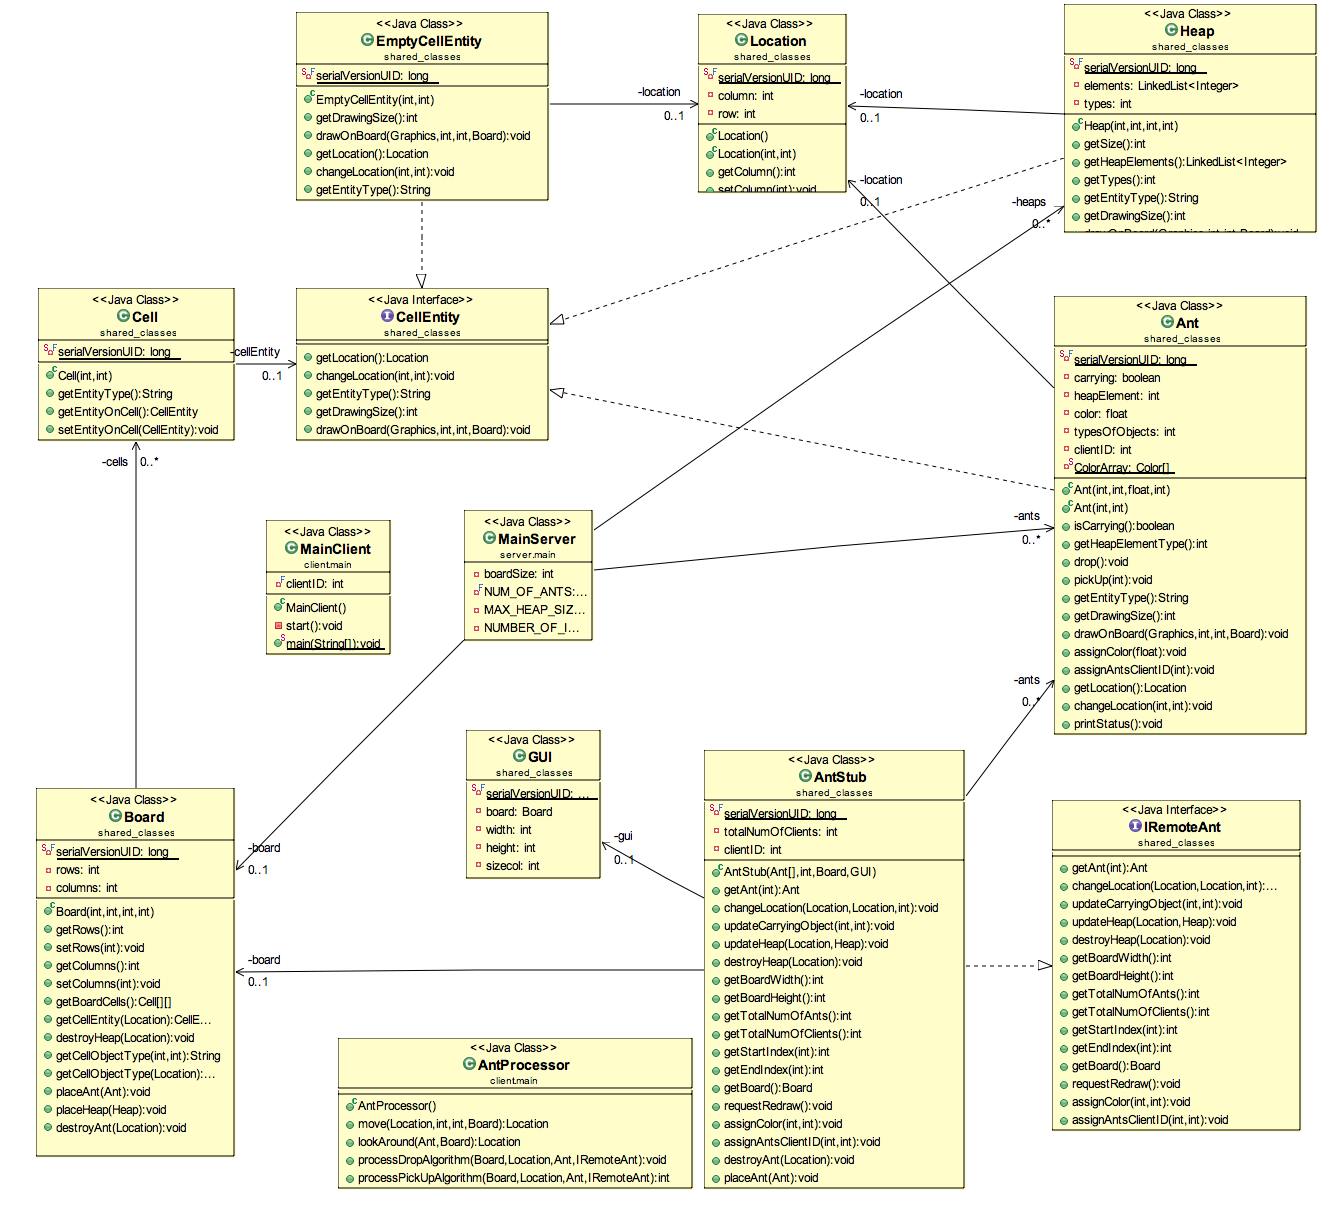 <<Java Class>>
EmptyCellEntity
shared_classes
serialVersionUID: long
EmptyCellEntity(int,int)
getDrawingSize():int
drawOnBoard(Graphics,int,int,Board):void
getLocation():Location
changeLocation(int,int):void
getEntityType():String
-location
0..1
<<Java Class>>
Location
shared_classes
serialVersionUID: long
column: int
row: int
Location()
Location(int,int)
getColumn():int
setColumn(int):void
-location
0..1
-location
0..1
<<Java Class>>
Heap
shared_classes
serialVersionUID: long
elements: LinkedList<Integer>
types: int
Heap(int,int,int,int)
getSize():int
getHeapElements():LinkedList<Integer>
getTypes():int
getEntityType():String
getDrawingSize():int
drawOnBoard(Graphics,int,int,Board):void
-heaps
0..*
<<Java Class>>
Cell
shared_classes
serialVersionUID: long
Cell(int,int)
getEntityType():String
getEntityOnCell():CellEntity
setEntityOnCell(CellEntity):void
-cellEntity
0..1
<<Java Interface>>
CellEntity
shared_classes
getLocation():Location
changeLocation(int,int):void
getEntityType():String
getDrawingSize():int
drawOnBoard(Graphics,int,int,Board):void
<<Java Class>>
Ant
shared_classes
serialVersionUID: long
carrying: boolean
heapElement: int
color: float
typesOfObjects: int
clientID: int
ColorArray: Color[]
Ant(int,int,float,int)
Ant(int,int)
isCarrying():boolean
getHeapElementType():int
drop():void
pickUp(int):void
getEntityType():String
getDrawingSize():int
drawOnBoard(Graphics,int,int,Board):void
assignColor(float):void
assignAntsClientID(int):void
getLocation():Location
changeLocation(int,int):void
printStatus():void
-cells
0..*
<<Java Class>>
MainClient
client.main
clientID: int
MainClient()
start():void
main(String[]):void
<<Java Class>>
MainServer
server.main
boardSize: int
NUM_OF_ANTS:...
MAX_HEAP_SIZ...
NUMBER_OF_I...
-ants
0..*
-ants
0..*
<<Java Class>>
GUI
shared_classes
serialVersionUID: ...
board: Board
width: int
height: int
sizecol: int
-gui
0..1
<<Java Class>>
AntStub
shared_classes
serialVersionUID: long
totalNumOfClients: int
clientID: int
AntStub(Ant[],int,Board,GUI)
getAnt(int):Ant
changeLocation(Location,Location,int):void
updateCarryingObject(int,int):void
updateHeap(Location,Heap):void
destroyHeap(Location):void
getBoardWidth():int
getBoardHeight():int
getTotalNumOfAnts():int
getTotalNumOfClients():int
getStartIndex(int):int
getEndIndex(int):int
getBoard():Board
requestRedraw():void
assignColor(int,int):void
assignAntsClientID(int,int):void
destroyAnt(Location):void
placeAnt(Ant):void
<<Java Interface>>
IRemoteAnt
shared_classes
getAnt(int):Ant
changeLocation(Location,Location,int):...
updateCarryingObject(int,int):void
updateHeap(Location,Heap):void
destroyHeap(Location):void
getBoardWidth():int
getBoardHeight():int
getTotalNumOfAnts():int
getTotalNumOfClients():int
getStartIndex(int):int
getEndIndex(int):int
getBoard():Board
requestRedraw():void
assignColor(int,int):void
assignAntsClientID(int,int):void
<<Java Class>>
Board
shared_classes
serialVersionUID: long
rows: int
columns: int
Board(int,int,int,int)
getRows():int
setRows(int):void
getColumns():int
setColumns(int):void
getBoardCells():Cell[][]
getCellEntity(Location):CellE...
destroyHeap(Location):void
getCellObjectType(int,int):String
getCellObjectType(Location):...
placeAnt(Ant):void
placeHeap(Heap):void
destroyAnt(Location):void
-board
0..1
-board
0..1
<<Java Class>>
AntProcessor
client.main
AntProcessor()
move(Location,int,int,Board):Location
lookAround(Ant,Board):Location
processDropAlgorithm(Board,Location,Ant,IRemoteAnt):void
processPickUpAlgorithm(Board,Location,Ant,IRemoteAnt):int